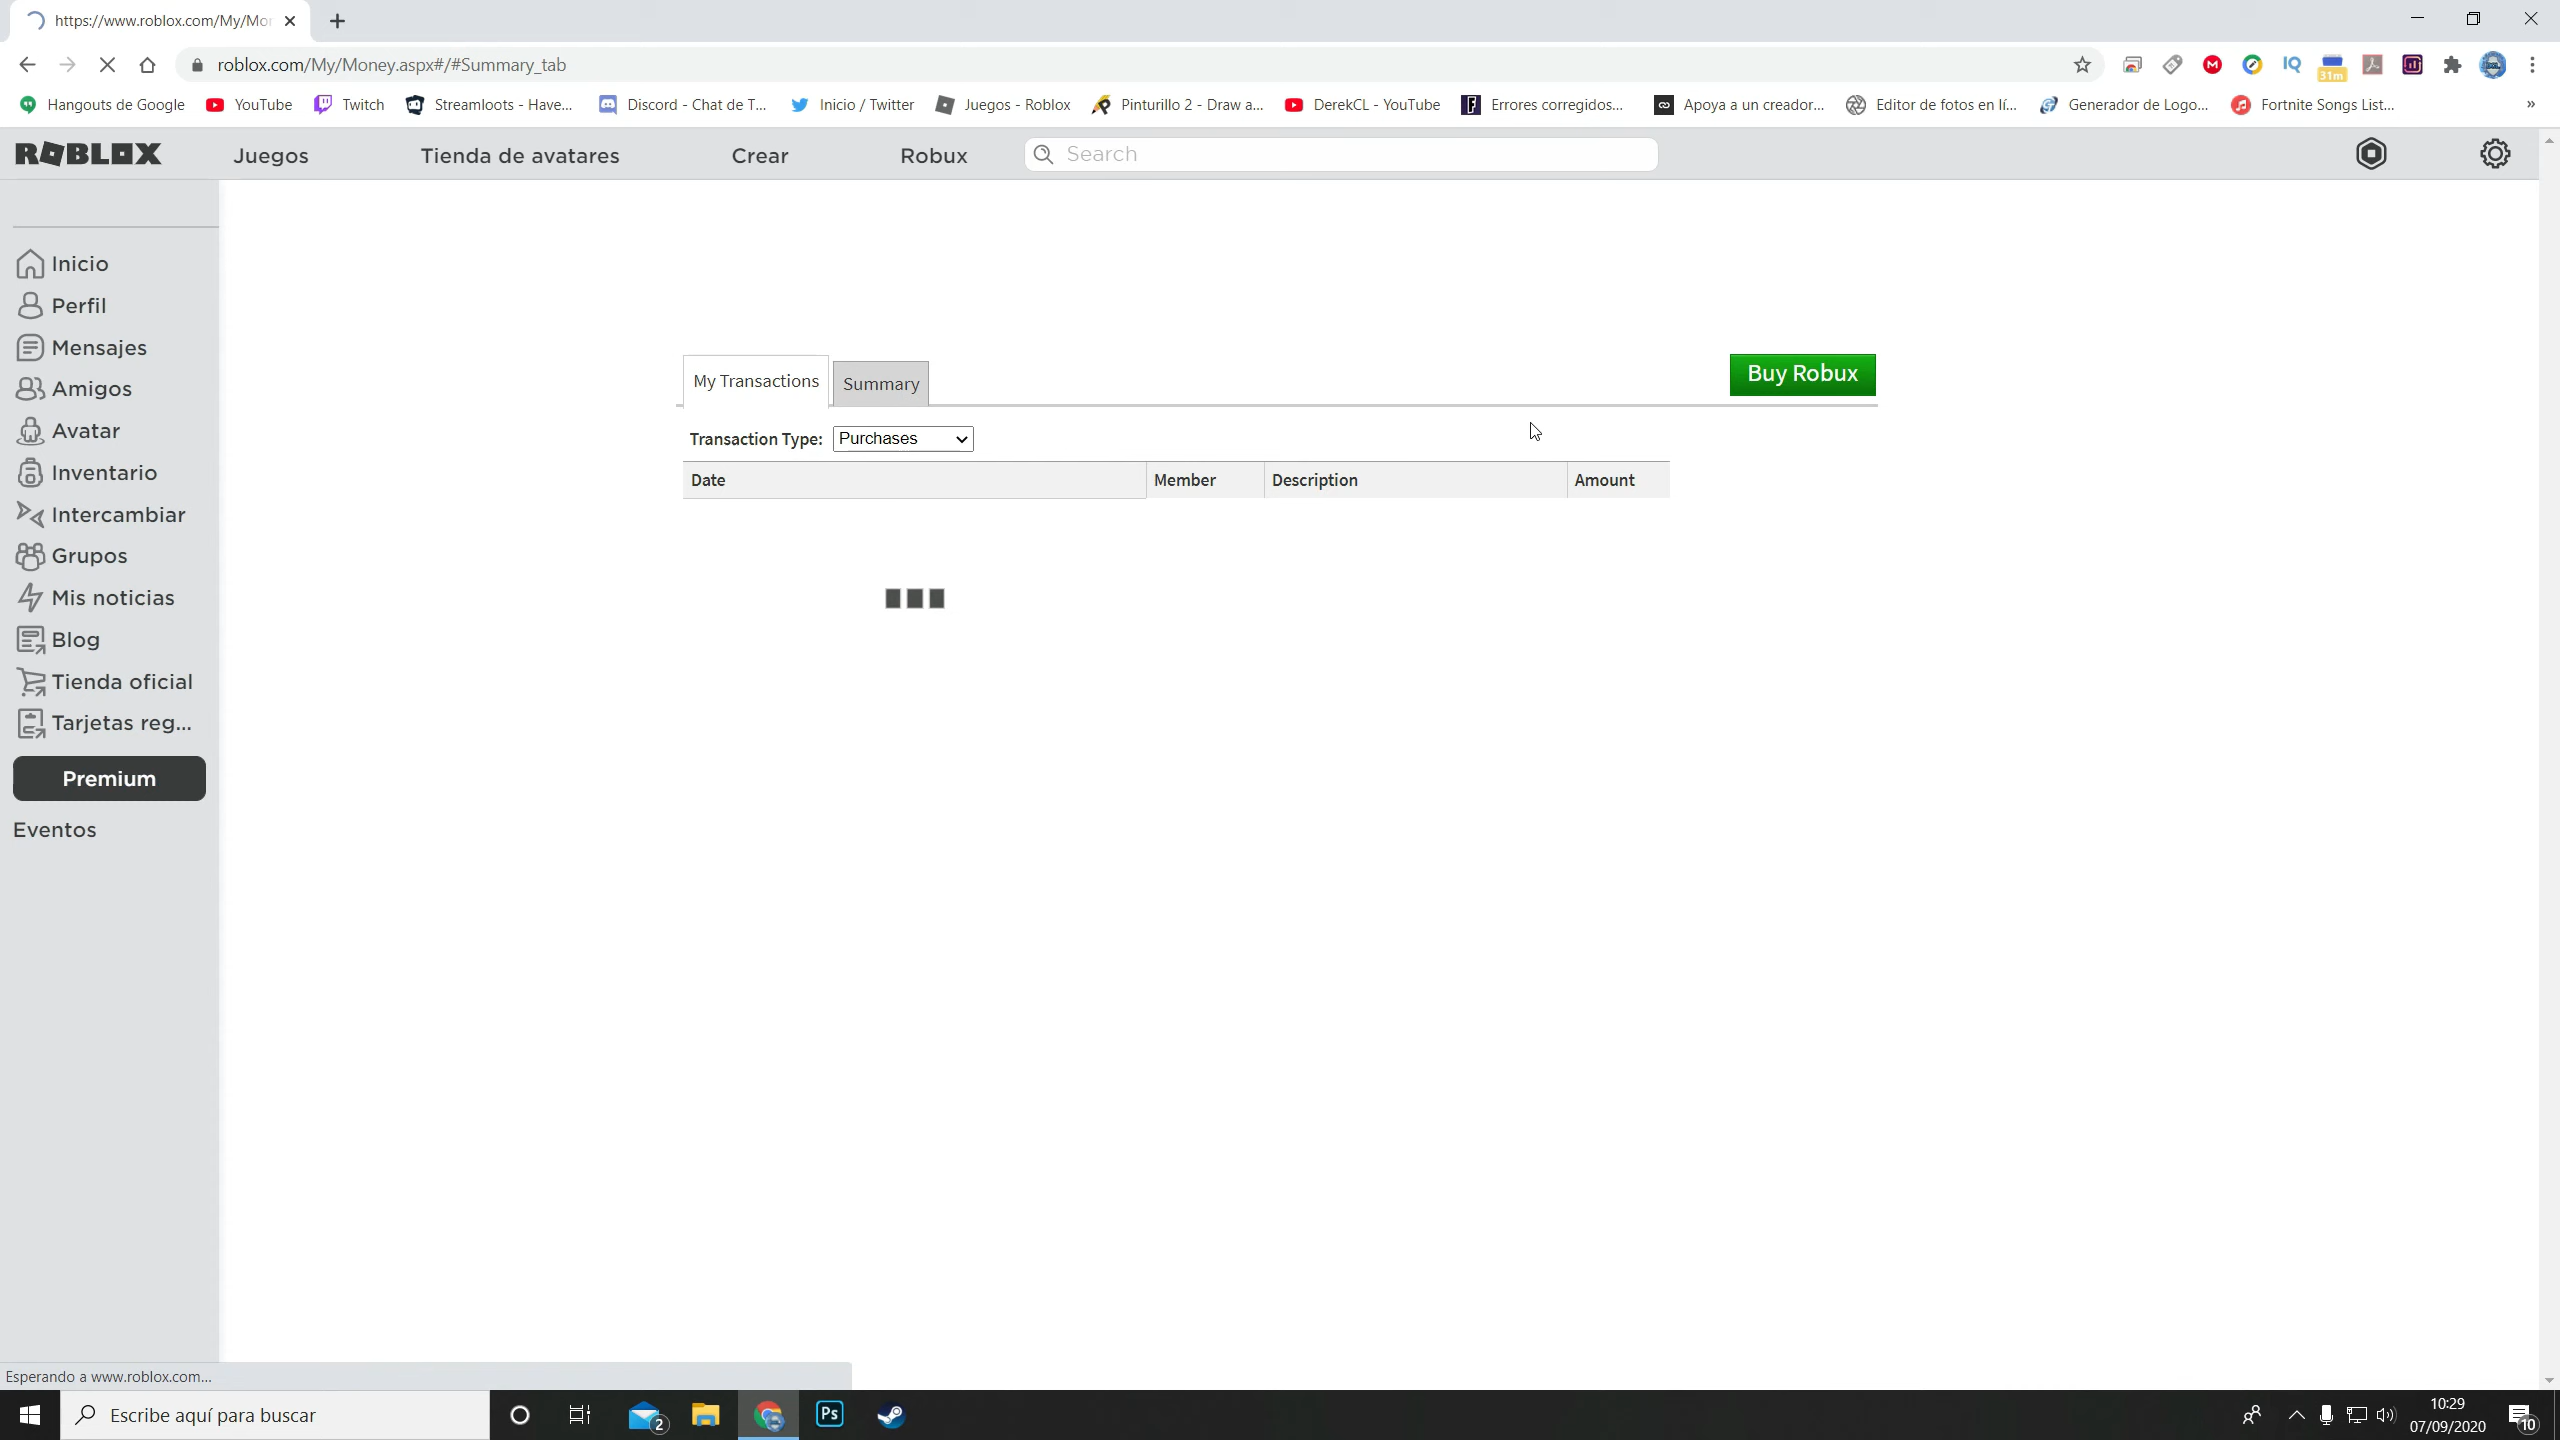 https://www.roblox.com/My/Mon
roblox.com/My/Money.aspx#/#Summary_tab
31m
Hangouts de Google YouTube Twitch Streamloots - Have... Discord - Chat de T... Inicio / Twitter Juegos - Roblox Pinturillo 2 - Draw a... DerekCL - YouTube Errores corregidos... Apoya a un creador... Editor de fotos en lí... Generador de Logo... Fortnite Songs List... »
ROBLOX Juegos Tienda de avatares Crear Robux Search
Inicio
Perfil
Mensajes
Amigos
Avatar
Inventario
Intercambiar
Grupos
Mis noticias
Blog
Tienda oficial
Tarjetas reg...
Premium
Eventos
My Transactions Summary Buy Robux
Transaction Type: Purchases
Date Member Description Amount
Esperando a www.roblox.com...
Escribe aquí para buscar 2 Ps 10:29
07/09/2020 10